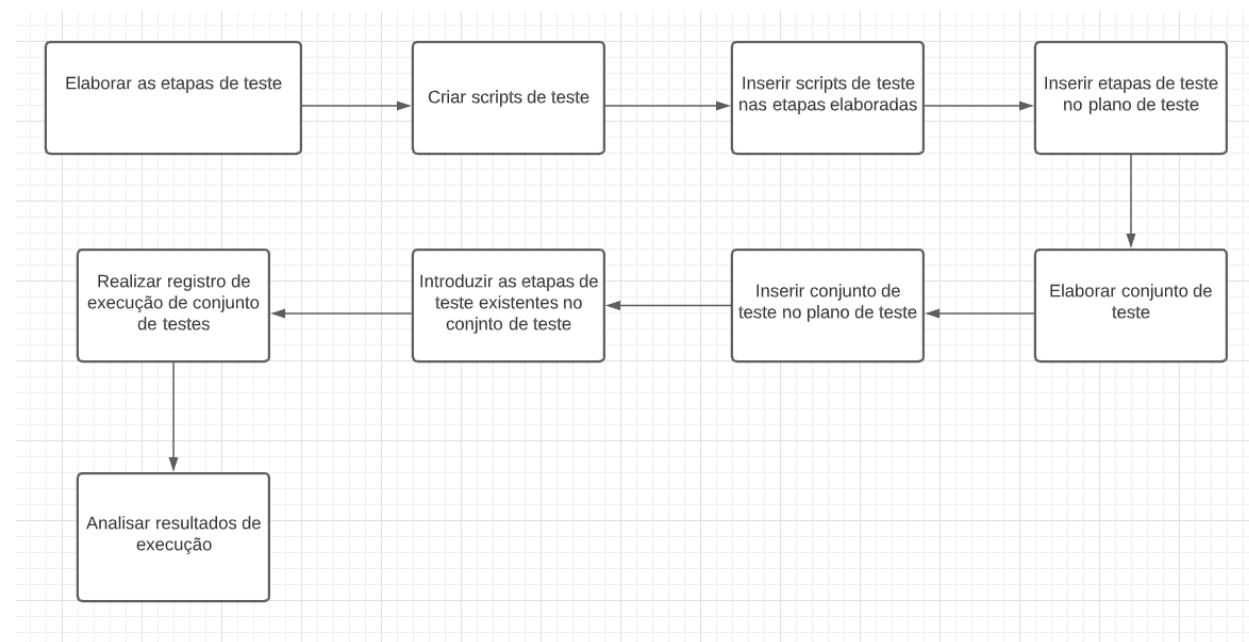 Elaborar as etapas de teste
Criar scripts de teste
Inserir scripts de teste
nas etapas elaboradas
Inserir etapas de teste
no plano de teste
Elaborar conjunto de
teste
Inserir conjunto de
teste no plano de teste
Introduzir as etapas de
teste existentes no
conjnto de teste
Realizar registro de
execução de conjunto
de testes
Analisar resultados de
execução